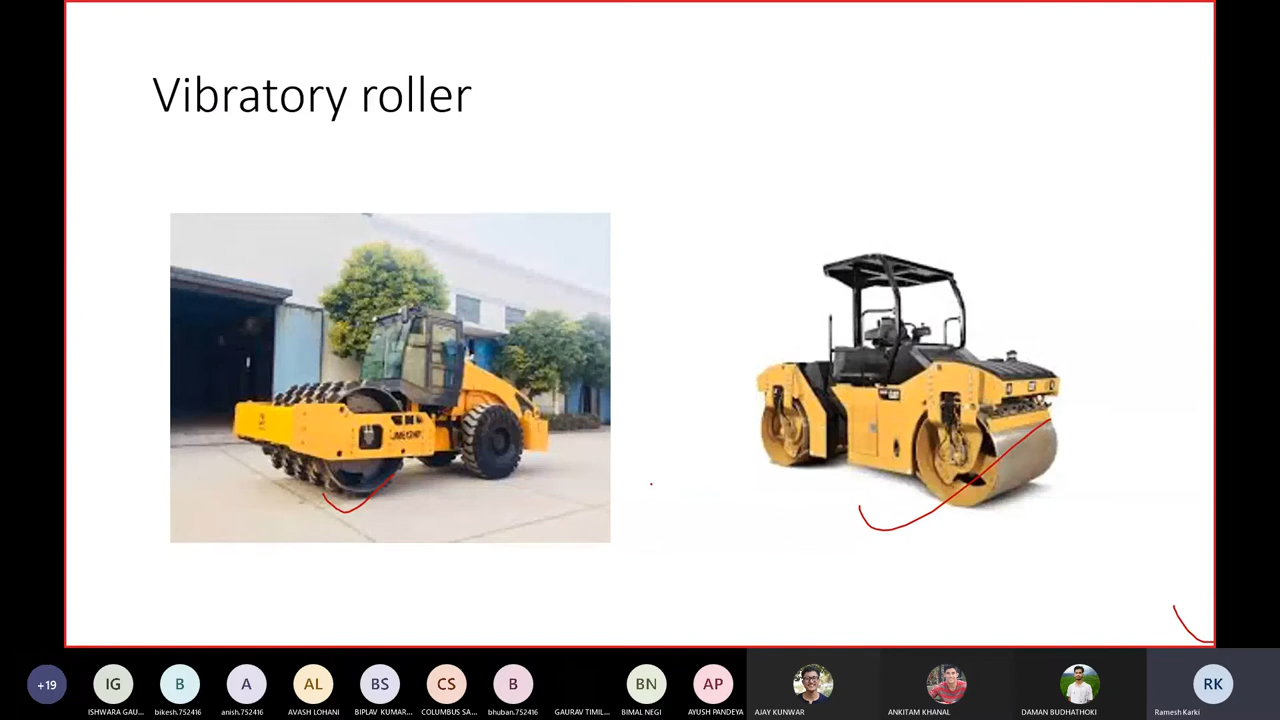 Vibratory roller
+19
IG
B
A
AL
BS
CS
B
BN
AP
RK
ISHWARA GAU...
bikesh.752416
anish.752416
AVASH LOHANI
BIPLAV KUMAR...
COLUMBUS SA...
bhuban.752416
GAURAV TIMIL...
BIMAL NEGI
AYUSH PANDEYA
AJAY KUNWAR
ANKITAM KHANAL
DAMAN BUDHATHOKI
Ramesh Karki